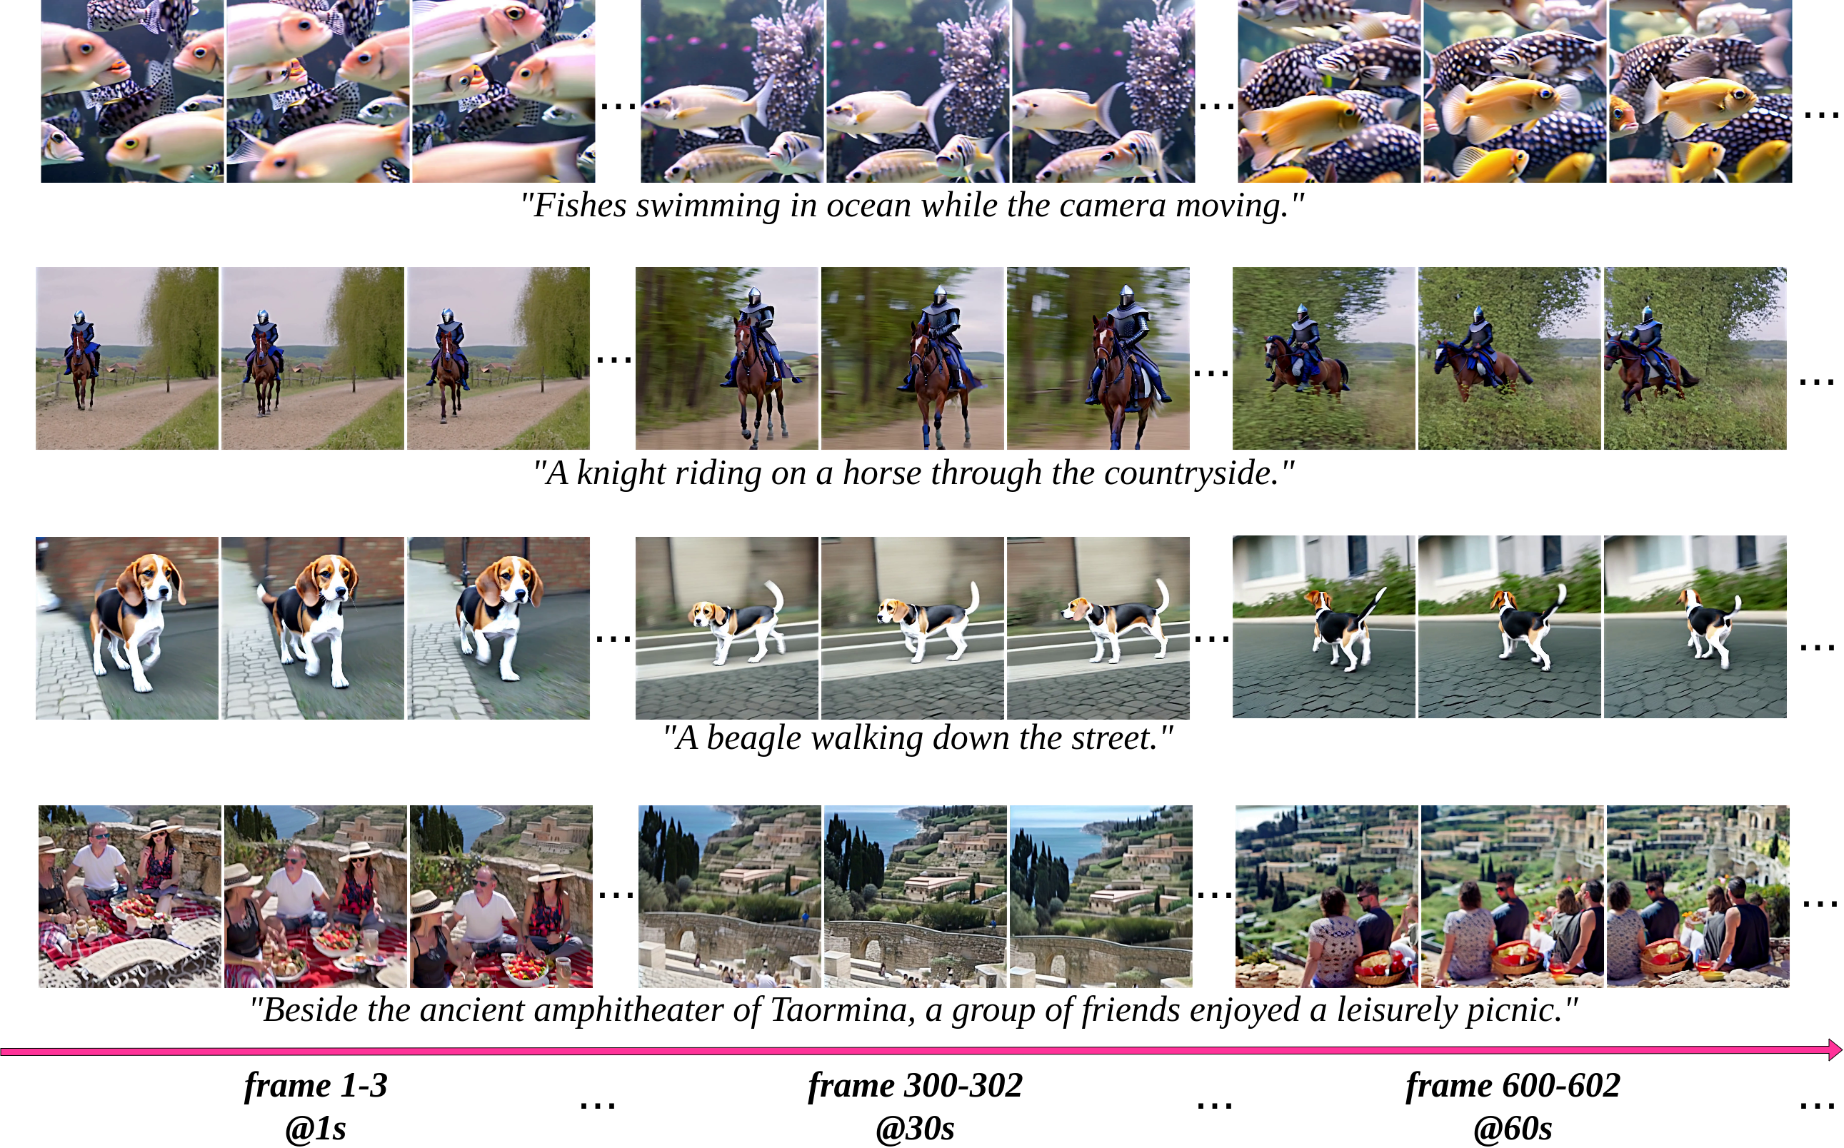 "Fishes swimming in ocean while the camera moving."
"A knight riding on a horse through the countryside."
"A beagle walking down the street."
"Beside the ancient amphitheater of Taormina, a group of friends enjoyed a leisurely picnic."
frame 1-3 ... frame 300-302 ... frame 600-602 ...
@1s @30s @60s